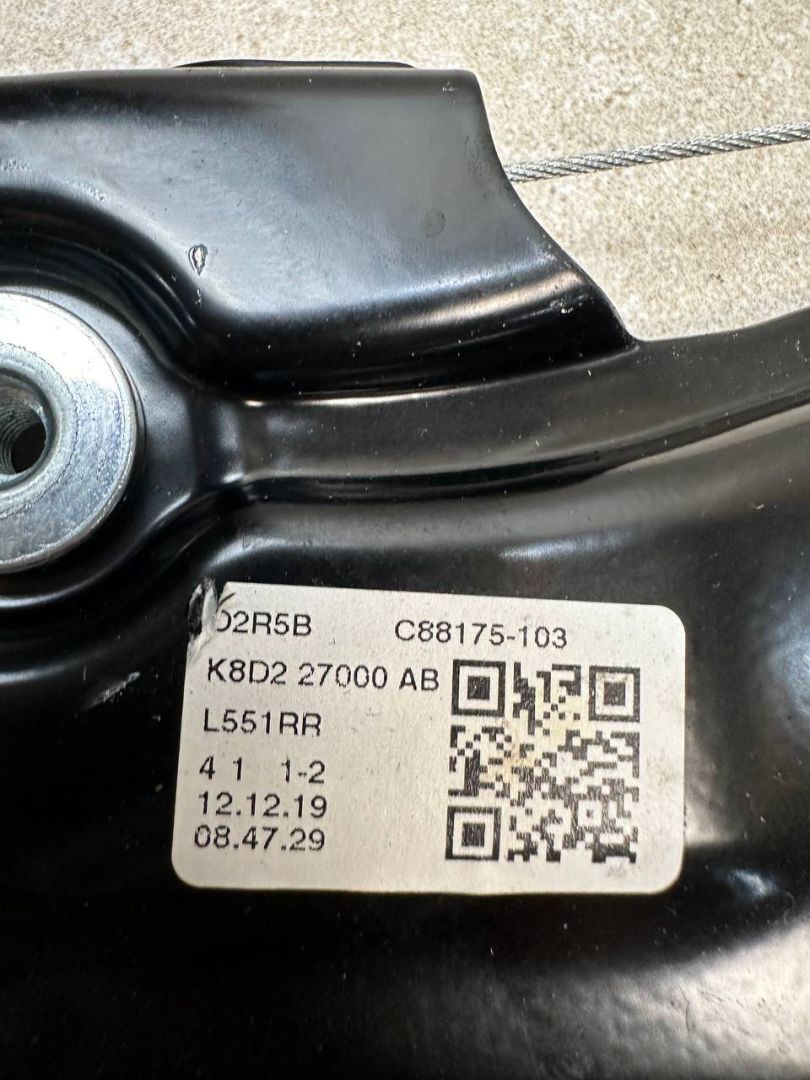 D2R5B C88175-103
K8D2 27000 AB
L551RR
4 1 1-2
12.12.19
08.47.29